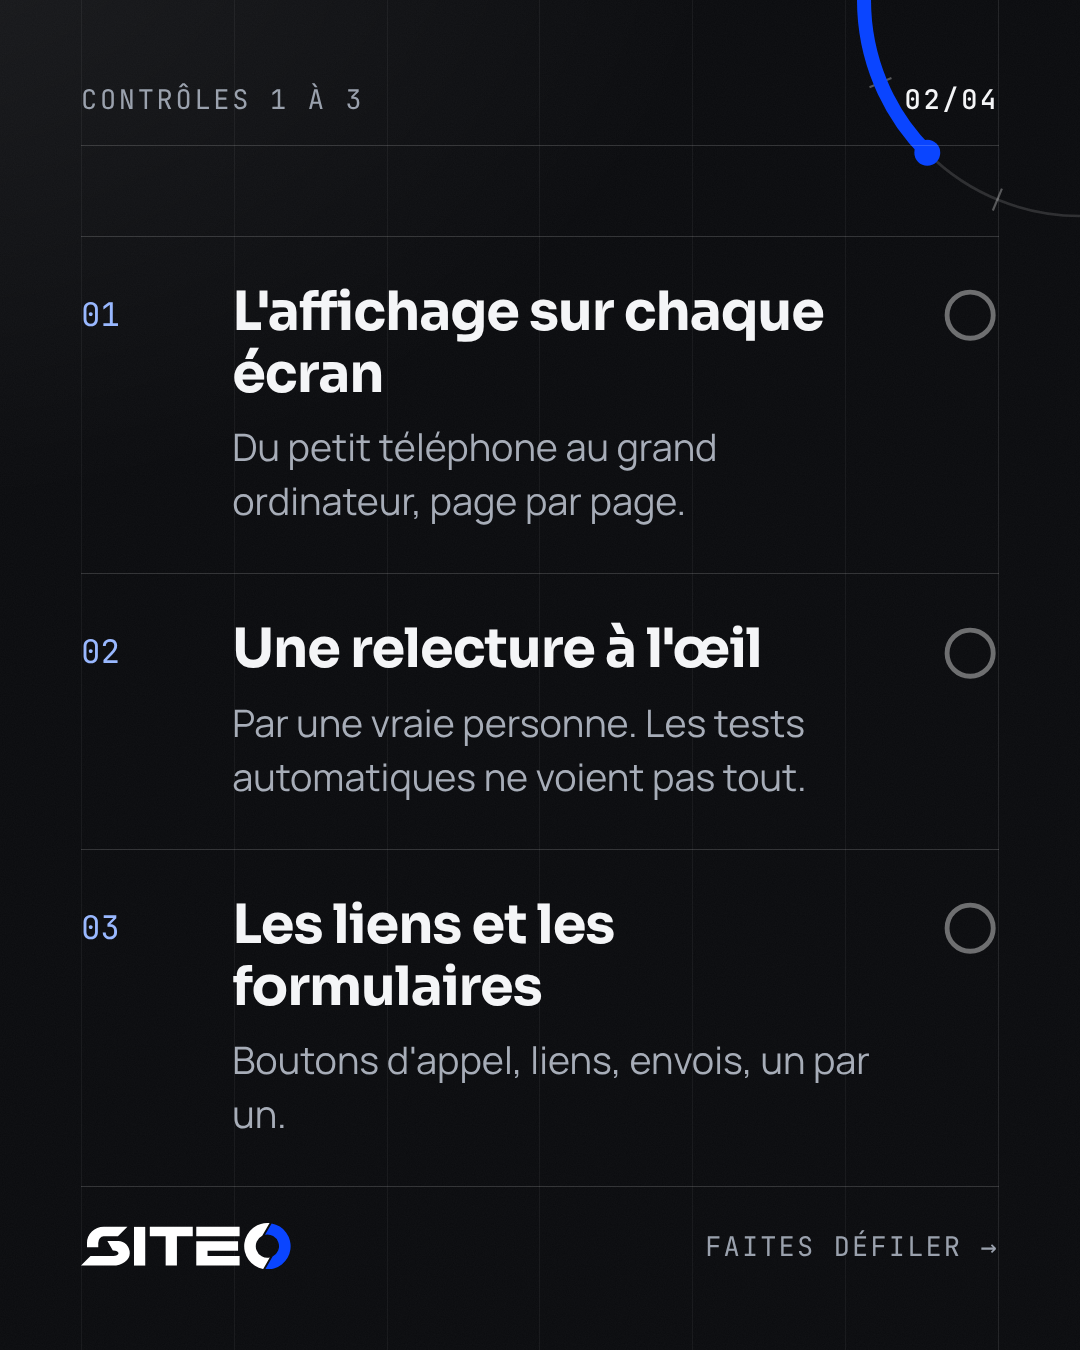 CONTRÔLES 1 À 3
02/04
01
L'affichage sur chaque
écran
Du petit téléphone au grand
ordinateur, page par page.
02
Une relecture à l'œil
Par une vraie personne. Les tests
automatiques ne voient pas tout.
03
Les liens et les
formulaires
Boutons d'appel, liens, envois, un par
un.
SITEO
FAITES DÉFILER →